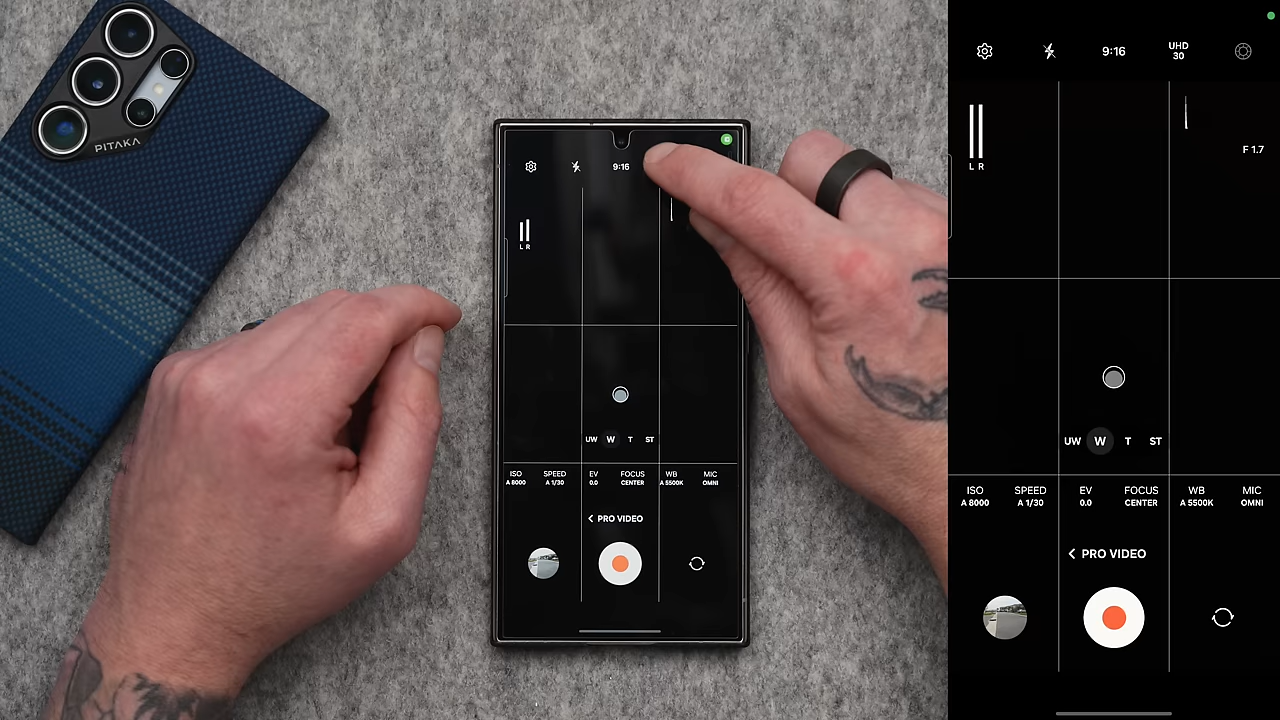 PITAKA
9:16
L R
UW W T ST
ISO SPEED EV FOCUS WB MIC
A 8000 A 1/30 0.0 CENTER A 5500K OMNI
PRO VIDEO
9:16
UHD
30
F 1.7
L R
UW W T ST
ISO SPEED EV FOCUS WB MIC
A 8000 A 1/30 0.0 CENTER A 5500K OMNI
PRO VIDEO